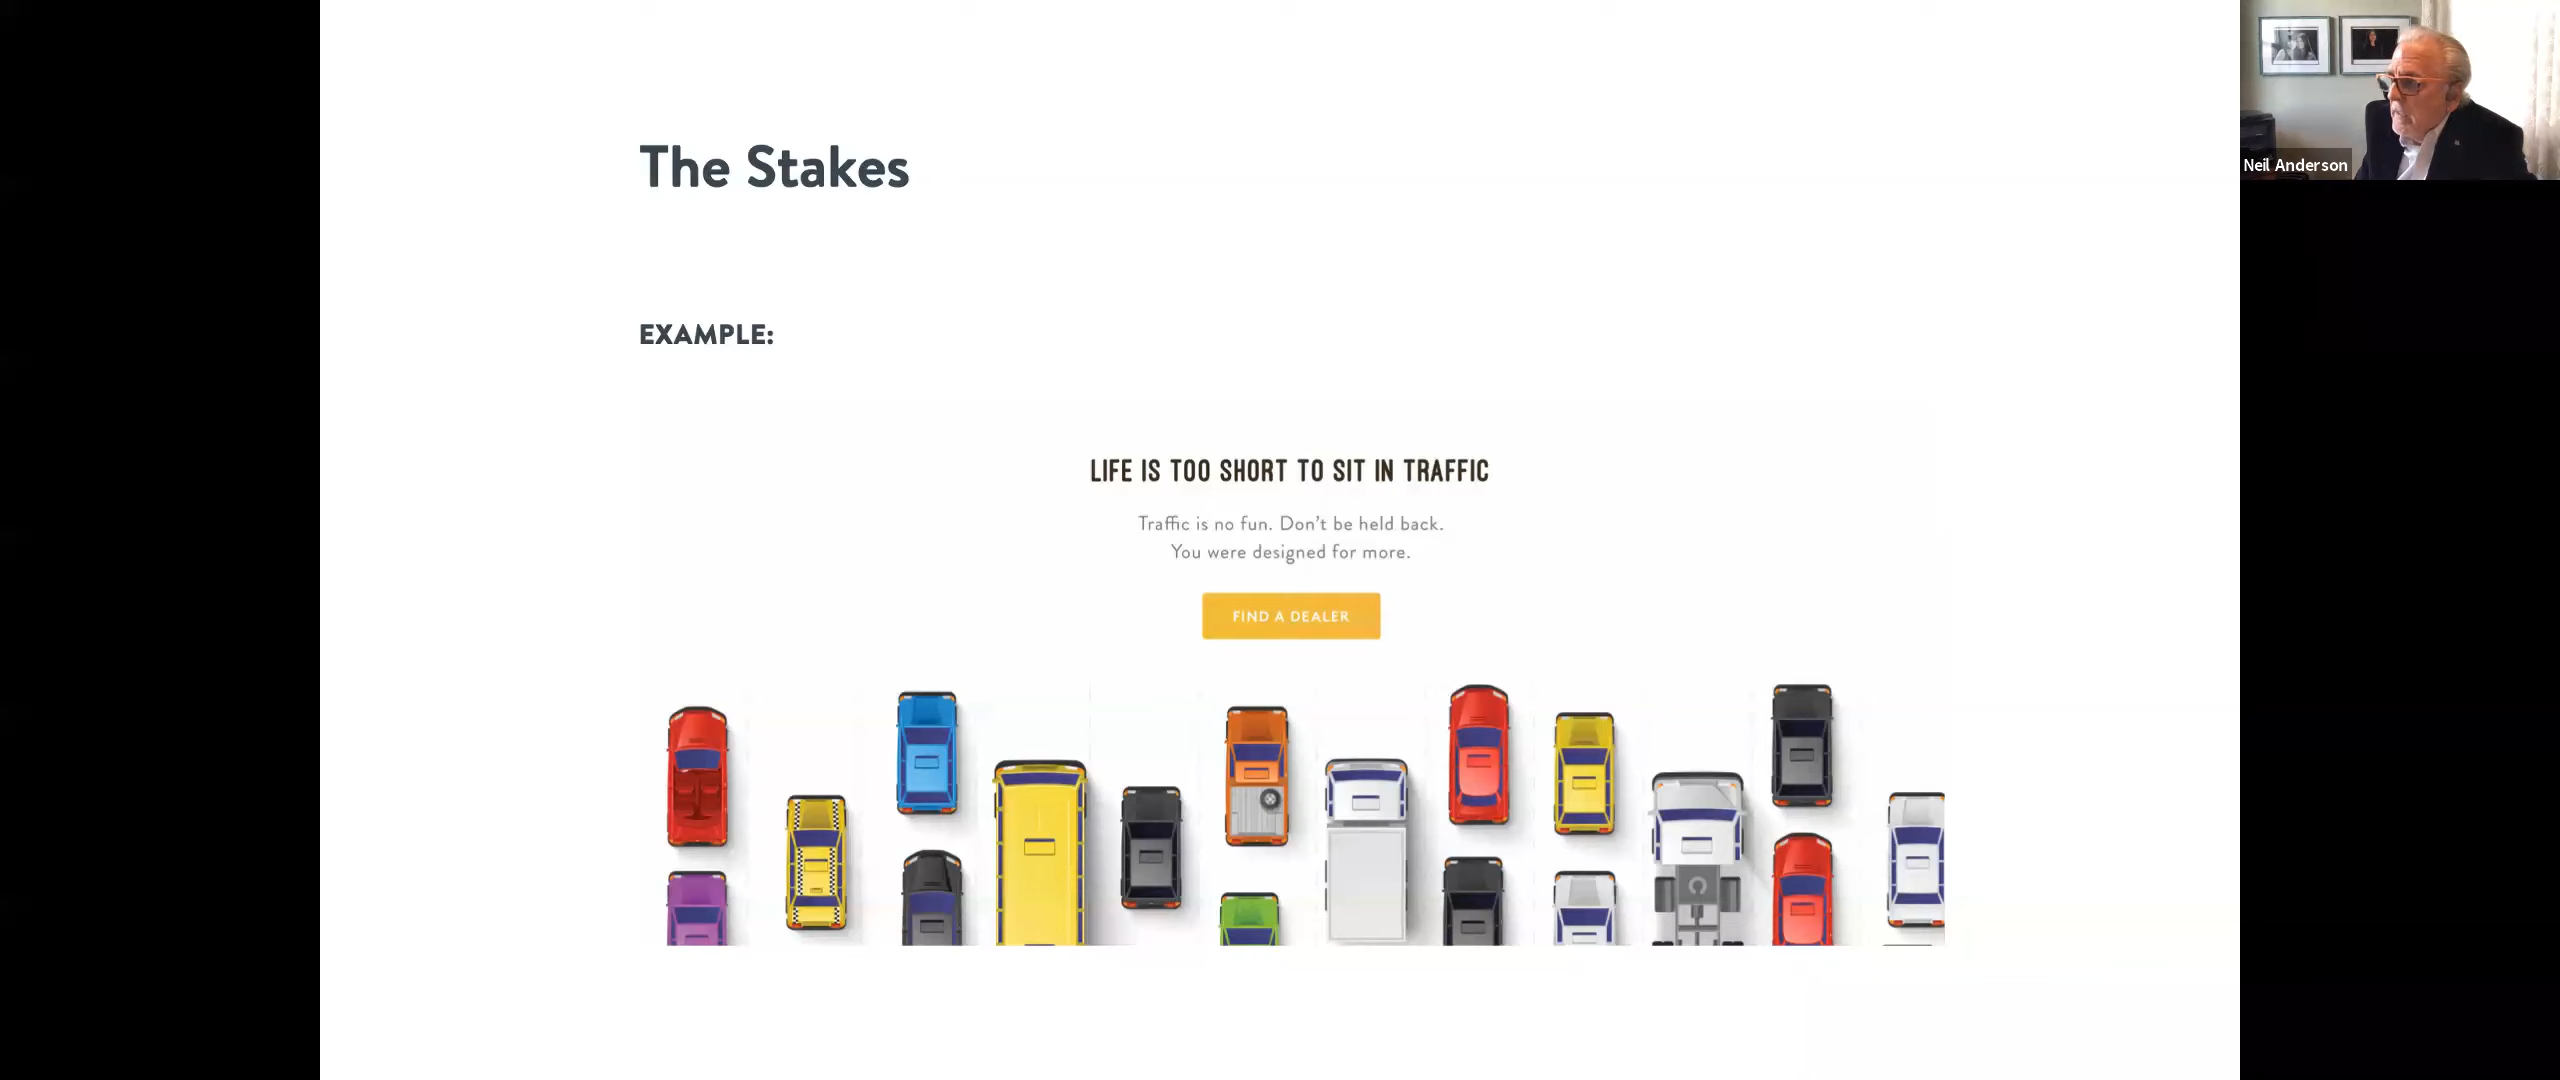 The Stakes
EXAMPLE:
LIFE IS TOO SHORT TO SIT IN TRAFFIC
Traffic is no fun. Don't be held back.
You were designed for more.
FIND A DEALER
Neil Anderson